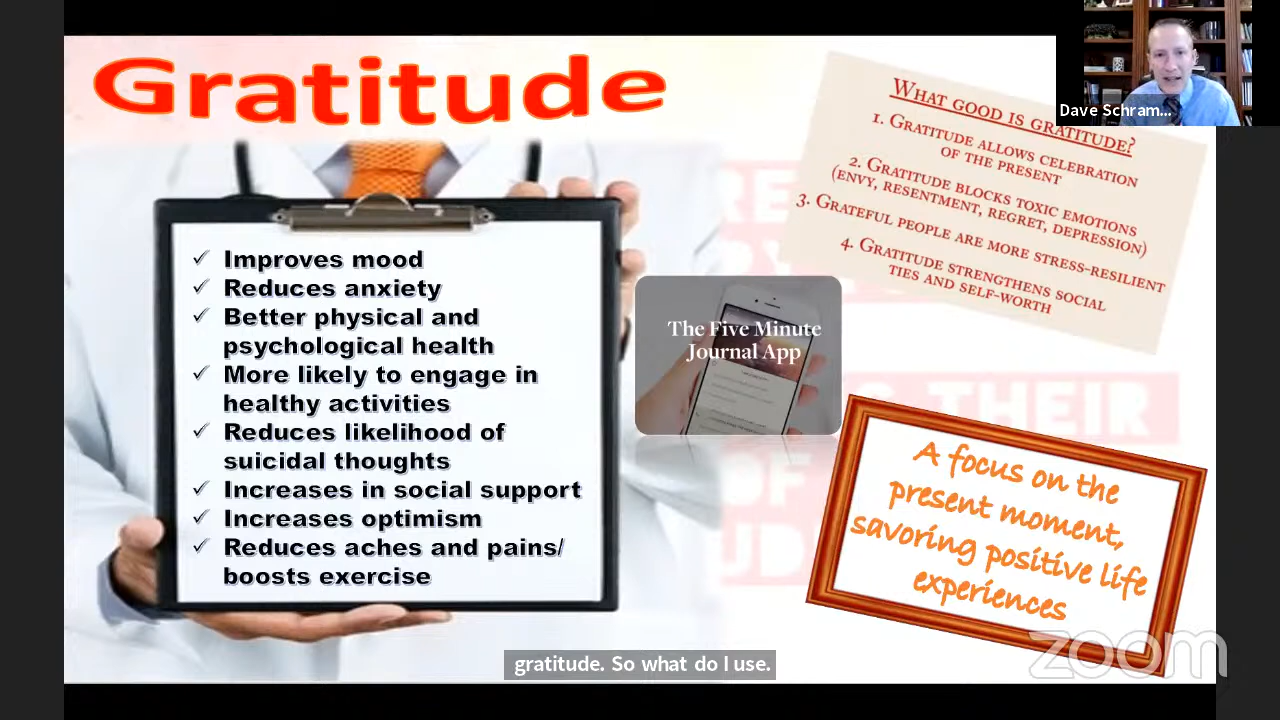 Gratitude
Improves mood
Reduces anxiety
Better physical and
psychological health
More likely to engage in
healthy activities
Reduces likelihood of
suicidal thoughts
Increases in social support
Increases optimism
Reduces aches and pains/
boosts exercise
The Five Minute
Journal App
What good is gratitude?
1. Gratitude allows celebration
of the present
2. Gratitude blocks toxic emotions
(envy, resentment, regret, depression)
3. Grateful people are more stress-resilient
4. Gratitude strengthens social
ties and self-worth
THEIR
OF
A focus on the
present moment,
savoring positive life
experiences
Dave Schram...
gratitude. So what do I use.
zoom